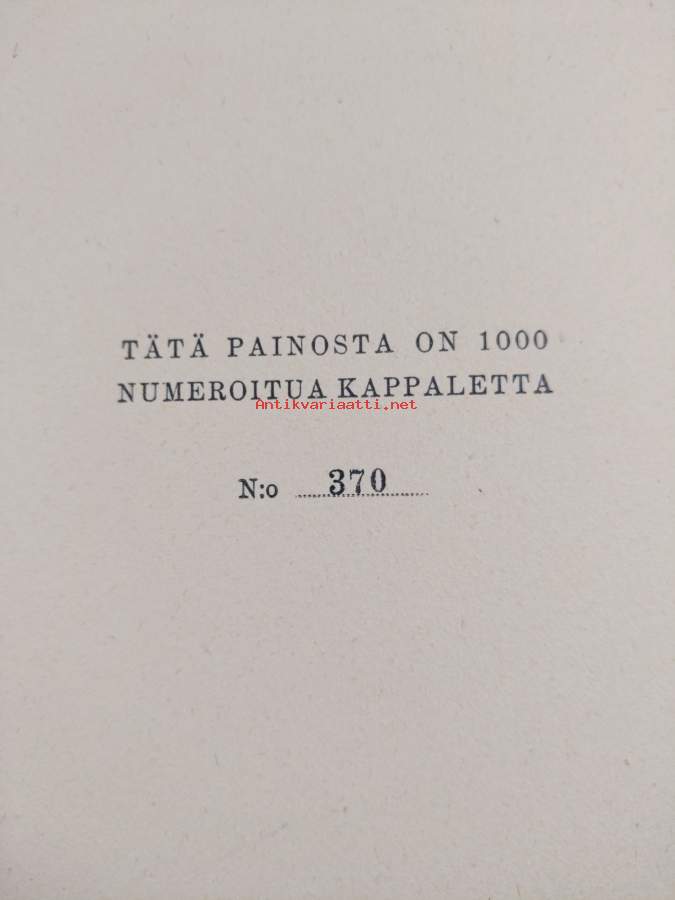 TÄTÄ PAINOSTA ON 1000
NUMEROITUA KAPPALETTA
Antikvariaatti.net
N:o 370